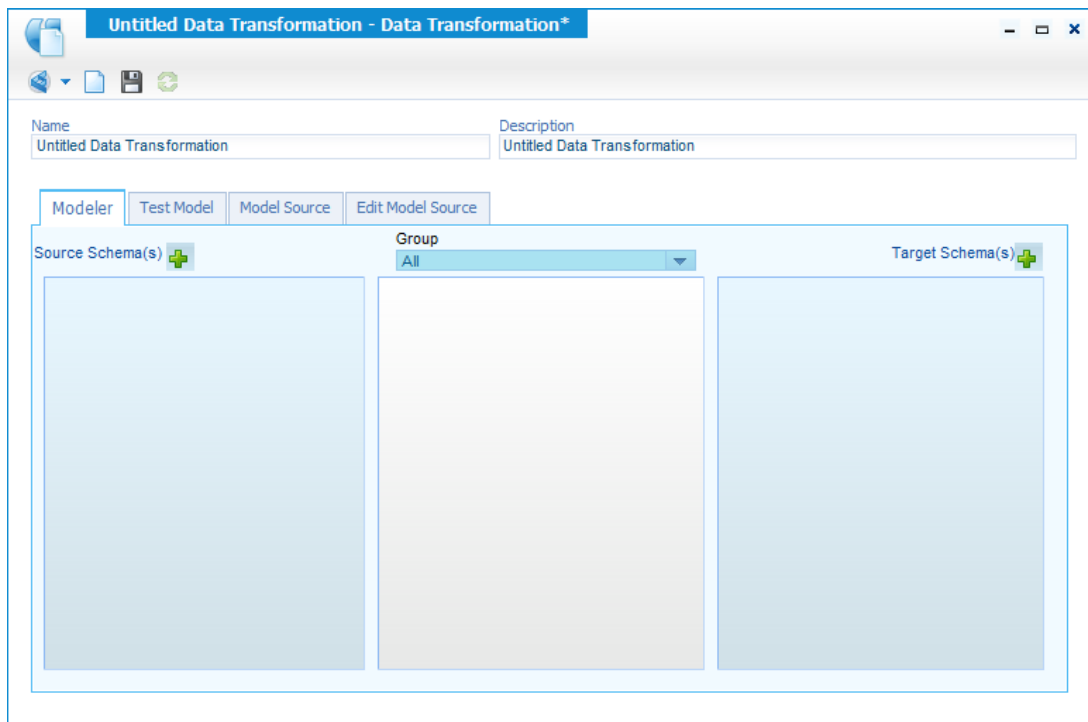 Untitled Data Transformation - Data Transformation*
Name
Description
Untitled Data Transformation
Untitled Data Transformation
Modeler
Test Model
Model Source
Edit Model Source
Source Schema(s)
Group
All
Target Schema(s)